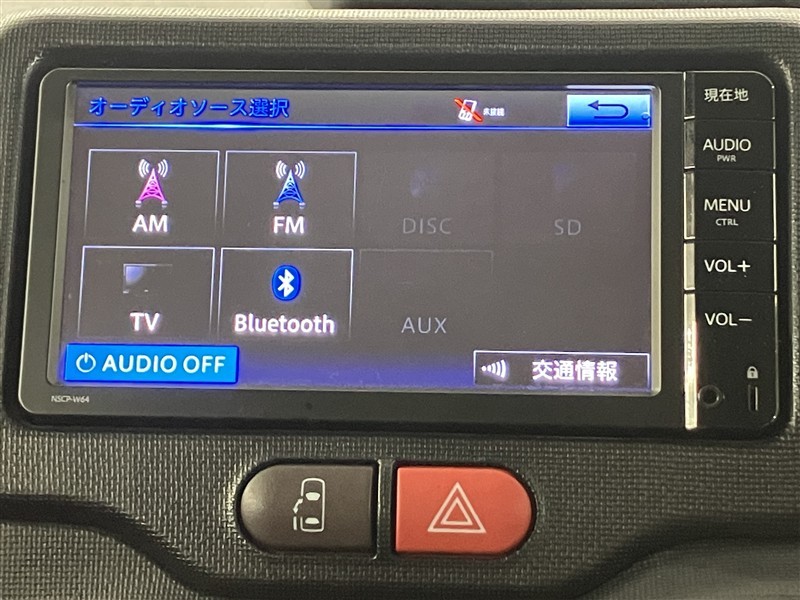 オーディオソース選択
未接続
現在地
AUDIO
PWR
MENU
CTRL
VOL+
VOL-
AM
FM
DISC
SD
TV
Bluetooth
AUX
AUDIO OFF
交通情報
NSCP-W64